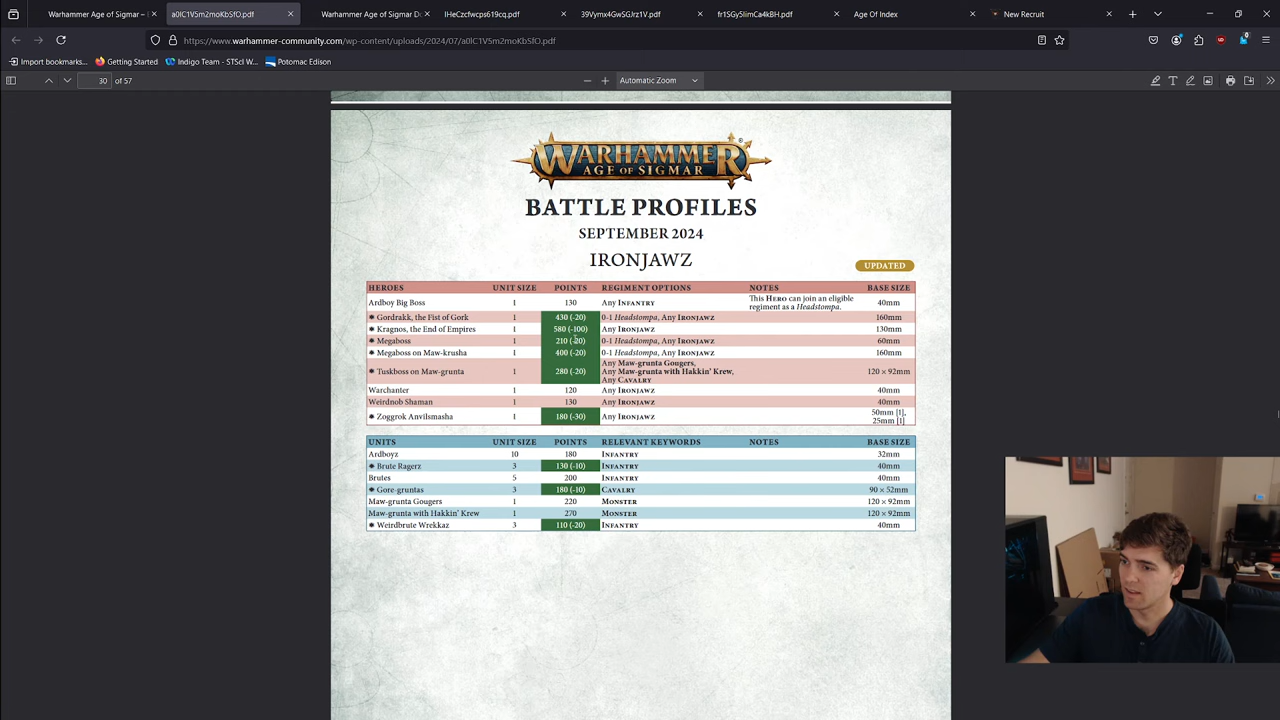 Warhammer Age of Sigmar –
a0lC1V5m2moKbSfO.pdf
Warhammer Age of Sigmar Do
lHeCzcfwcps619cq.pdf
39Vymx4GwSGJrz1V.pdf
fr1SGySlimCa4kBH.pdf
Age Of Index
New Recruit
https://www.warhammer-community.com/wp-content/uploads/2024/07/a0lC1V5m2moKbSfO.pdf
Import bookmarks...
Getting Started
Indigo Team - STScI W...
Potomac Edison
30 of 57
Automatic Zoom
WARHAMMER
AGE OF SIGMAR
BATTLE PROFILES
SEPTEMBER 2024
IRONJAWZ
UPDATED
HEROES UNIT SIZE POINTS REGIMENT OPTIONS NOTES BASE SIZE
Ardboy Big Boss 1 130 Any INFANTRY This HERO can join an eligible regiment as a Headstompa. 40mm
✹ Gordrakk, the Fist of Gork 1 430 (-20) 0-1 Headstompa, Any IRONJAWZ 160mm
✹ Kragnos, the End of Empires 1 580 (-100) Any IRONJAWZ 130mm
✹ Megaboss 1 210 (-20) 0-1 Headstompa, Any IRONJAWZ 60mm
✹ Megaboss on Maw-krusha 1 400 (-20) 0-1 Headstompa, Any IRONJAWZ 160mm
✹ Tuskboss on Maw-grunta 1 280 (-20) Any Maw-grunta Gougers, Any Maw-grunta with Hakkin' Krew, Any CAVALRY 120 × 92mm
Warchanter 1 120 Any IRONJAWZ 40mm
Weirdnob Shaman 1 130 Any IRONJAWZ 40mm
✹ Zoggrok Anvilsmasha 1 180 (-30) Any IRONJAWZ 50mm [1], 25mm [1]
UNITS UNIT SIZE POINTS RELEVANT KEYWORDS NOTES BASE SIZE
Ardboyz 10 180 INFANTRY 32mm
✹ Brute Ragerz 3 130 (-10) INFANTRY 40mm
Brutes 5 200 INFANTRY 40mm
✹ Gore-gruntas 3 180 (-10) CAVALRY 90 × 52mm
Maw-grunta Gougers 1 220 MONSTER 120 × 92mm
Maw-grunta with Hakkin' Krew 1 270 MONSTER 120 × 92mm
✹ Weirdbrute Wrekkaz 3 110 (-20) INFANTRY 40mm